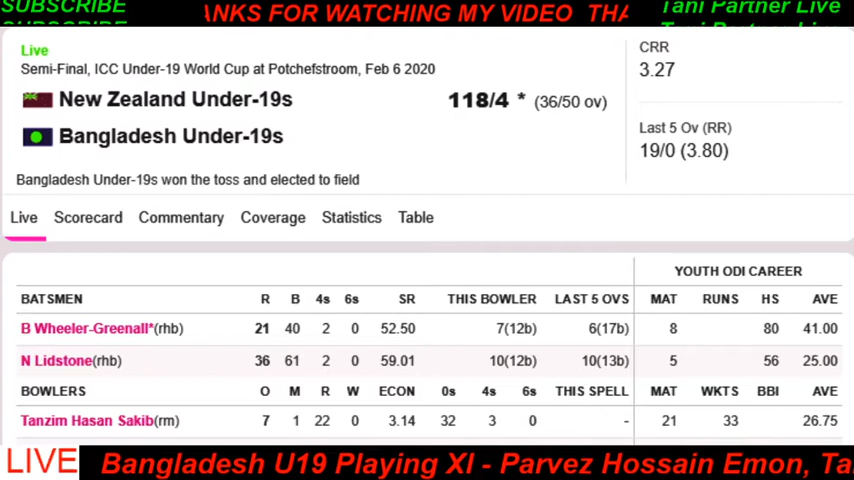 SUBSCRIBE
SUBSCRIBE
ANKS FOR WATCHING MY VIDEO THA
Tani Partner Live
Tani Partner Live
Live
Semi-Final, ICC Under-19 World Cup at Potchefstroom, Feb 6 2020
New Zealand Under-19s 118/4 * (36/50 ov)
Bangladesh Under-19s
Bangladesh Under-19s won the toss and elected to field
CRR
3.27
Last 5 Ov (RR)
19/0 (3.80)
Live Scorecard Commentary Coverage Statistics Table
YOUTH ODI CAREER
BATSMEN R B 4s 6s SR THIS BOWLER LAST 5 OVS MAT RUNS HS AVE
B Wheeler-Greenall*(rhb) 21 40 2 0 52.50 7(12b) 6(17b) 8 80 41.00
N Lidstone(rhb) 36 61 2 0 59.01 10(12b) 10(13b) 5 56 25.00
BOWLERS O M R W ECON 0s 4s 6s THIS SPELL MAT WKTS BBI AVE
Tanzim Hasan Sakib(rm) 7 1 22 0 3.14 32 3 0 - 21 33 26.75
LIVE Bangladesh U19 Playing XI - Parvez Hossain Emon, Ta